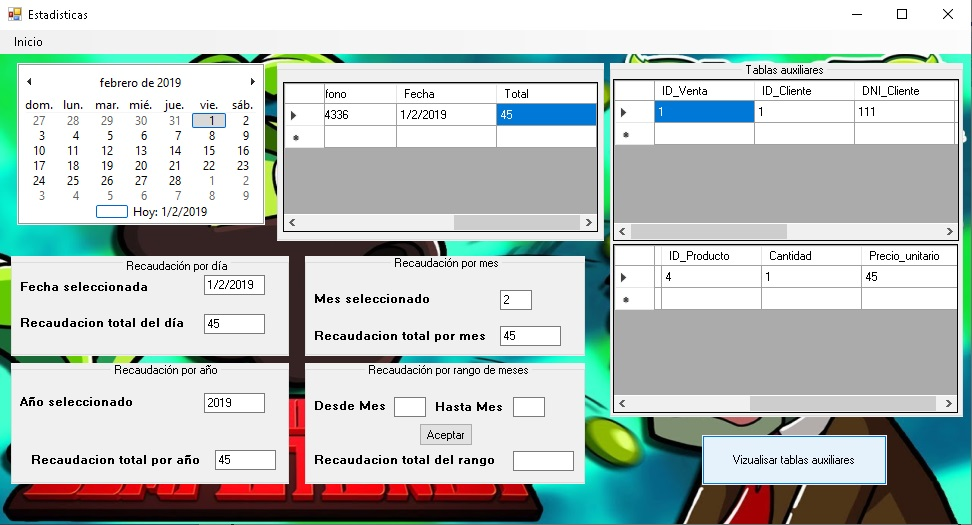 Estadisticas
Inicio
febrero de 2019
dom. lun. mar. mié. jue. vie. sáb.
27 28 29 30 31 1 2
3 4 5 6 7 8 9
10 11 12 13 14 15 16
17 18 19 20 21 22 23
24 25 26 27 28 1 2
3 4 5 6 7 8 9
Hoy: 1/2/2019
fono Fecha Total
4336 1/2/2019 45
Tablas auxiliares
ID_Venta ID_Cliente DNI_Cliente
1 1 111
ID_Producto Cantidad Precio_unitario
4 1 45
Recaudación por día
Fecha seleccionada 1/2/2019
Recaudacion total del día 45
Recaudación por mes
Mes seleccionado 2
Recaudacion total por mes 45
Recaudación por año
Año seleccionado 2019
Recaudacion total por año 45
Recaudación por rango de meses
Desde Mes Hasta Mes
Aceptar
Recaudacion total del rango
Vizualisar tablas auxiliares